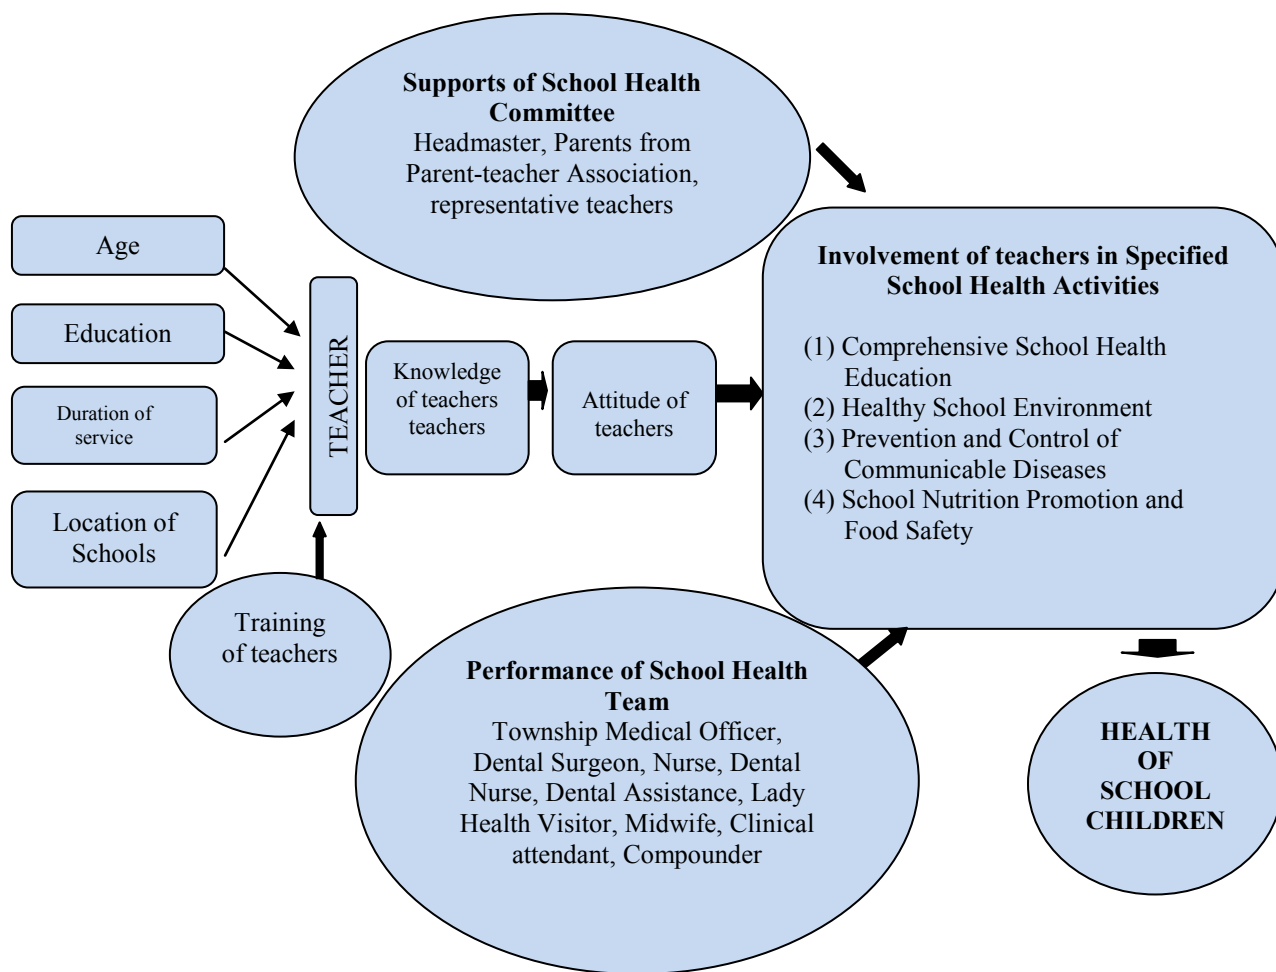 Supports of School Health
Committee
Headmaster, Parents from
Parent-teacher Association,
representative teachers
Age
Education
Duration of
service
Location of
Schools
TEACHER
Training
of teachers
Knowledge
of teachers
teachers
Attitude of
teachers
Involvement of teachers in Specified
School Health Activities
(1) Comprehensive School Health
Education
(2) Healthy School Environment
(3) Prevention and Control of
Communicable Diseases
(4) School Nutrition Promotion and
Food Safety
Performance of School Health
Team
Township Medical Officer,
Dental Surgeon, Nurse, Dental
Nurse, Dental Assistance, Lady
Health Visitor, Midwife, Clinical
attendant, Compounder
HEALTH
OF
SCHOOL
CHILDREN